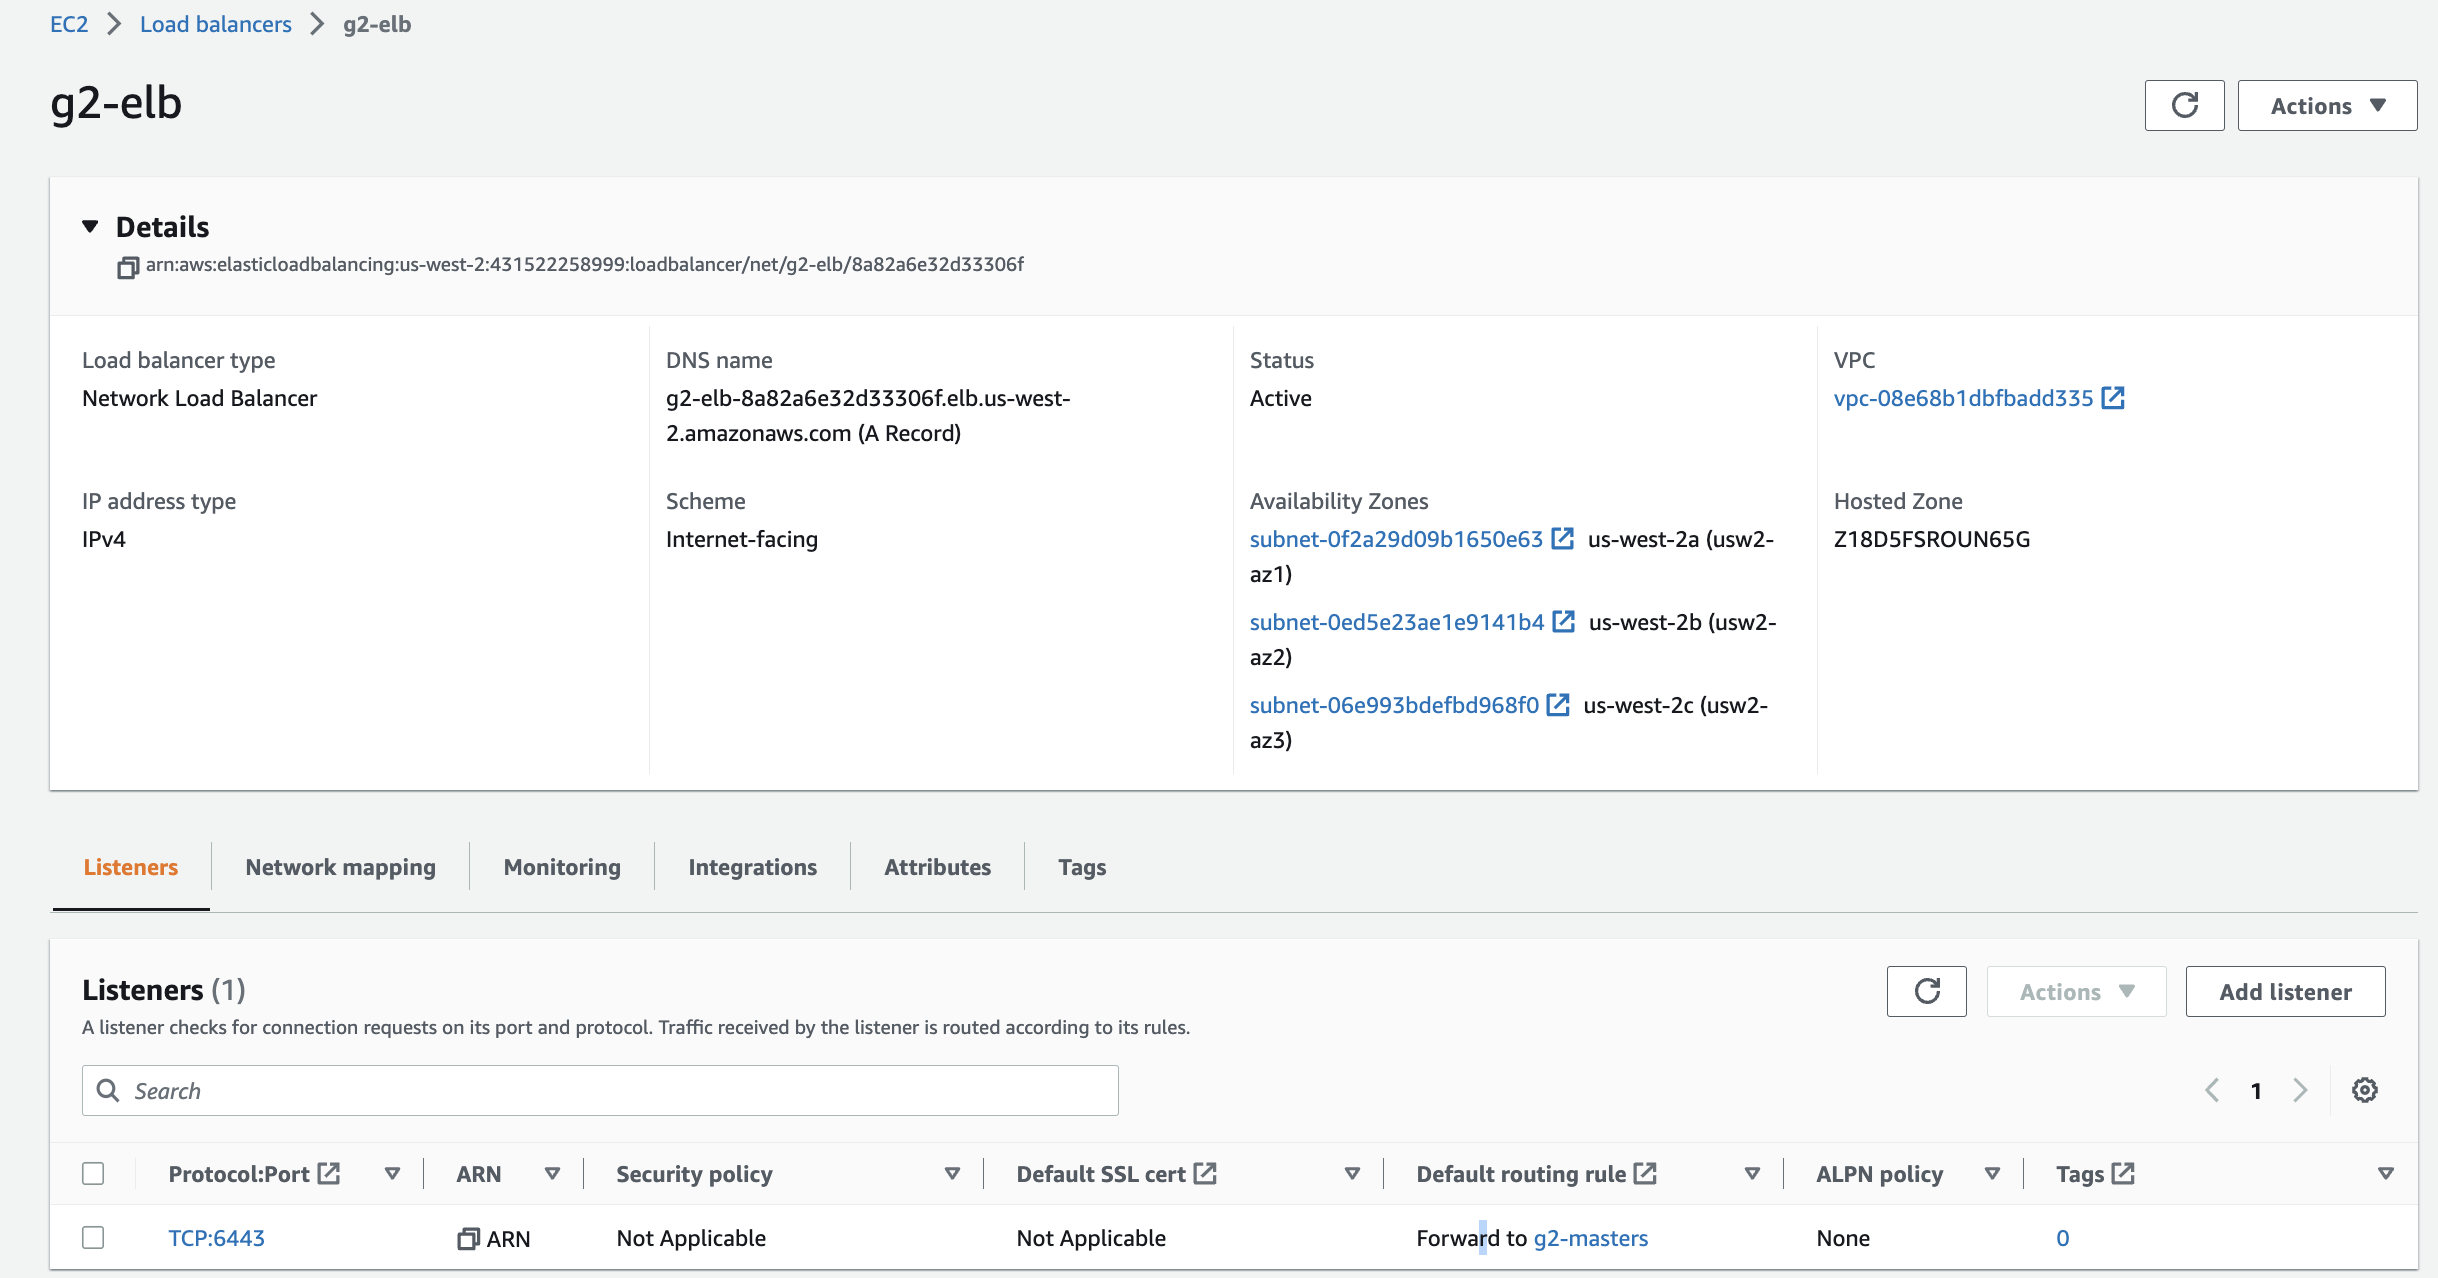 EC2 > Load balancers > g2-elb
g2-elb
Actions
Details
arn:aws:elasticloadbalancing:us-west-2:431522258999:loadbalancer/net/g2-elb/8a82a6e32d33306f
Load balancer type
Network Load Balancer
DNS name
g2-elb-8a82a6e32d33306f.elb.us-west-
2.amazonaws.com (A Record)
Status
Active
VPC
vpc-08e68b1dbfbadd335
IP address type
IPv4
Scheme
Internet-facing
Availability Zones
subnet-0f2a29d09b1650e63 us-west-2a (usw2-
az1)
subnet-0ed5e23ae1e9141b4 us-west-2b (usw2-
az2)
subnet-06e993bdefbd968f0 us-west-2c (usw2-
az3)
Hosted Zone
Z18D5FSROUN65G
Listeners Network mapping Monitoring Integrations Attributes Tags
Listeners (1)
Actions Add listener
A listener checks for connection requests on its port and protocol. Traffic received by the listener is routed according to its rules.
Search
1
Protocol:Port ARN Security policy Default SSL cert Default routing rule ALPN policy Tags
TCP:6443 ARN Not Applicable Not Applicable Forward to g2-masters None 0